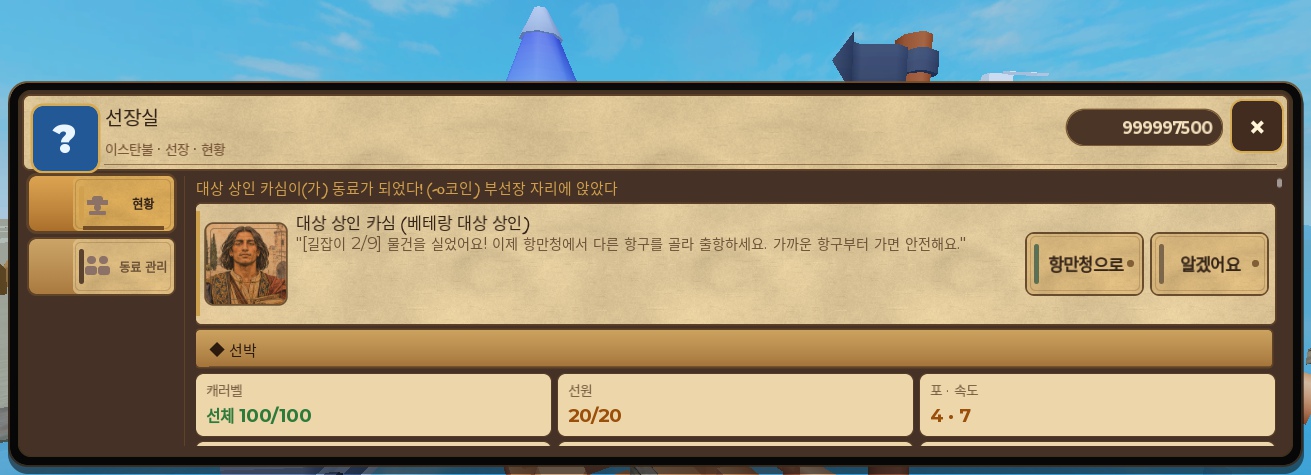 ?
선장실
이스탄불 · 선장 · 현황
999997500
×
현황
동료 관리
대상 상인 카심이(가) 동료가 되었다! (-0코인) 부선장 자리에 앉았다
대상 상인 카심 (베테랑 대상 상인)
"[길잡이 2/9] 물건을 실었어요! 이제 항만청에서 다른 항구를 골라 출항하세요. 가까운 항구부터 가면 안전해요."
항만청으로
알겠어요
◆ 선박
캐러벨
선체 100/100
선원
20/20
포 · 속도
4 · 7